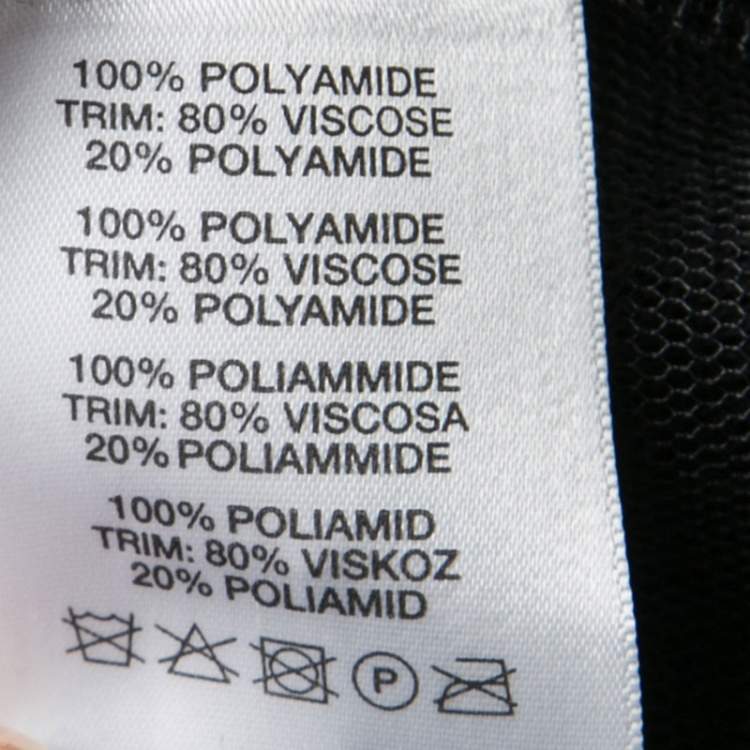 100% POLYAMIDE
TRIM: 80% VISCOSE
20% POLYAMIDE
100% POLYAMIDE
TRIM: 80% VISCOSE
20% POLYAMIDE
100% POLIAMMIDE
TRIM: 80% VISCOSA
20% POLIAMMIDE
100% POLIAMID
TRIM: 80% VISKOZ
20% POLIAMID
P